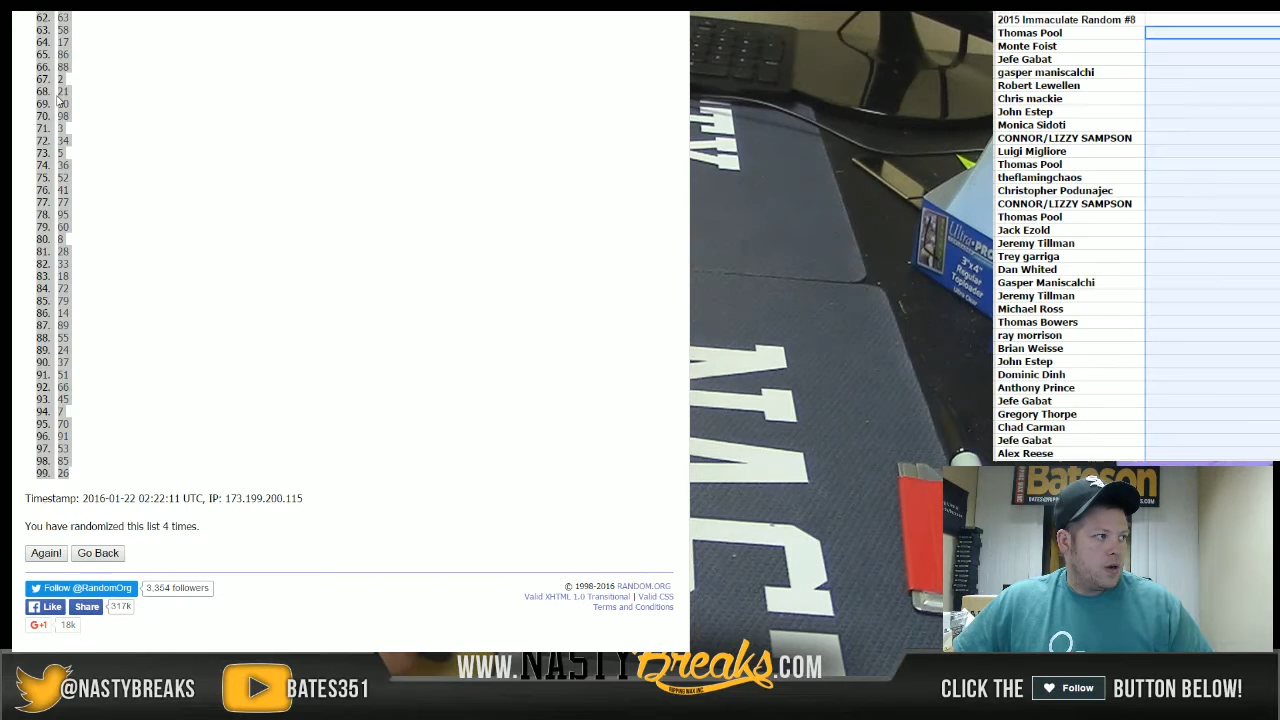 62. 63
63. 58
64. 17
65. 86
66. 88
67. 2
68. 21
69.
70. 98
71. 3
72. 34
73. 5
74. 36
75. 52
76. 41
77. 77
78. 95
79. 60
80. 8
81. 28
82. 33
83. 18
84. 72
85. 79
86. 14
87. 89
88. 55
89. 24
90. 37
91. 51
92. 66
93. 45
94. 7
95. 70
96. 91
97. 53
98. 85
99. 26
Timestamp: 2016-01-22 02:22:11 UTC, IP: 173.199.200.115
You have randomized this list 4 times.
Again! Go Back
Follow @RandomOrg 3,354 followers
Like Share 317k
G+1 18k
© 1998-2016 RANDOM.ORG
Valid XHTML 1.0 Transitional | Valid CSS
Terms and Conditions
Ultra-PRO
3"X4"
Regular
Toploader
2015 Immaculate Random #8
Thomas Pool
Monte Foist
Jefe Gabat
gasper maniscalchi
Robert Lewellen
Chris mackie
John Estep
Monica Sidoti
CONNOR/LIZZY SAMPSON
Luigi Migliore
Thomas Pool
theflamingchaos
Christopher Podunajec
CONNOR/LIZZY SAMPSON
Thomas Pool
Jack Ezold
Jeremy Tillman
Trey garriga
Dan Whited
Gasper Maniscalchi
Jeremy Tillman
Michael Ross
Thomas Bowers
ray morrison
Brian Weisse
John Estep
Dominic Dinh
Anthony Prince
Jefe Gabat
Gregory Thorpe
Chad Carman
Jefe Gabat
Alex Reese
Bateson
@NASTYBREAKS
BATES351
WWW.NASTYBreaks.COM
RIPPING WAX INC.
CLICK THE Follow BUTTON BELOW!